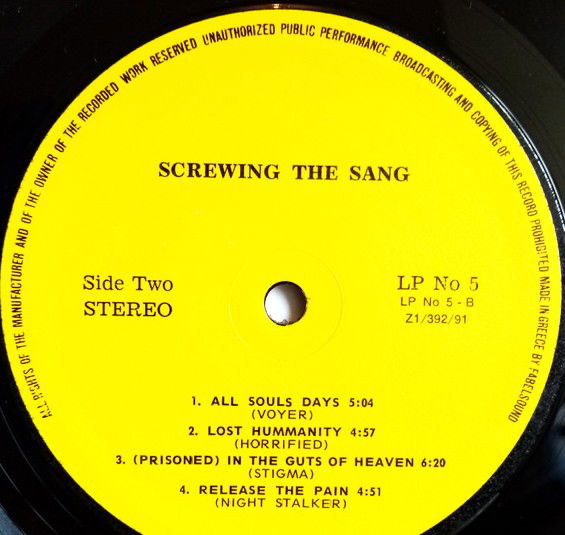 ALL RIGHTS OF THE MANUFACTURER AND OF THE OWNER OF THE RECORDED WORK RESERVED UNAUTHORIZED PUBLIC PERFORMANCE BROADCASTING AND COPYING OF THIS RECORD PROHIBITED MADE IN GREECE BY FABELSOUND
SCREWING THE SANG
Side Two
STEREO
LP No 5
LP No 5 - B
Z1/392/91
1. ALL SOULS DAYS 5:04
(VOYER)
2. LOST HUMMANITY 4:57
(HORRIFIED)
3. (PRISONED) IN THE GUTS OF HEAVEN 6:20
(STIGMA)
4. RELEASE THE PAIN 4:51
(NIGHT STALKER)